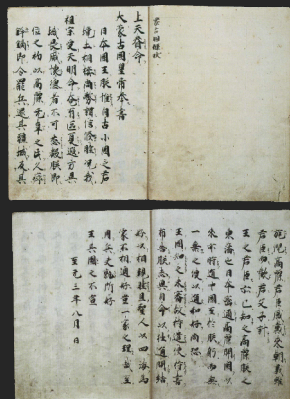 蒙古國牒狀
上天眷命
大蒙古國皇帝奉書
日本國王朕惟自古小國之君
境土相接尚務講信修睦況我
祖宗受天明命奄有區夏遐方異
域畏威懷德者不可悉數朕即
位之初以高麗无辜之民久瘁
鋒鏑即令罷兵還其疆域反其
旄倪高麗君臣感戴來朝義雖
君臣而歡若父子計
王之君臣亦已知之高麗朕之
東藩也日本密邇高麗開國以
來亦時通中國至於朕躬而無
一乘之使以通和好尚恐
王國知之未審故特遣使持書
布告朕志冀自今以往通問結
好以相親睦且聖人以四海為
家不相通好豈一家之理哉至
用兵夫孰所好
王其圖之不宣
至元三年八月日